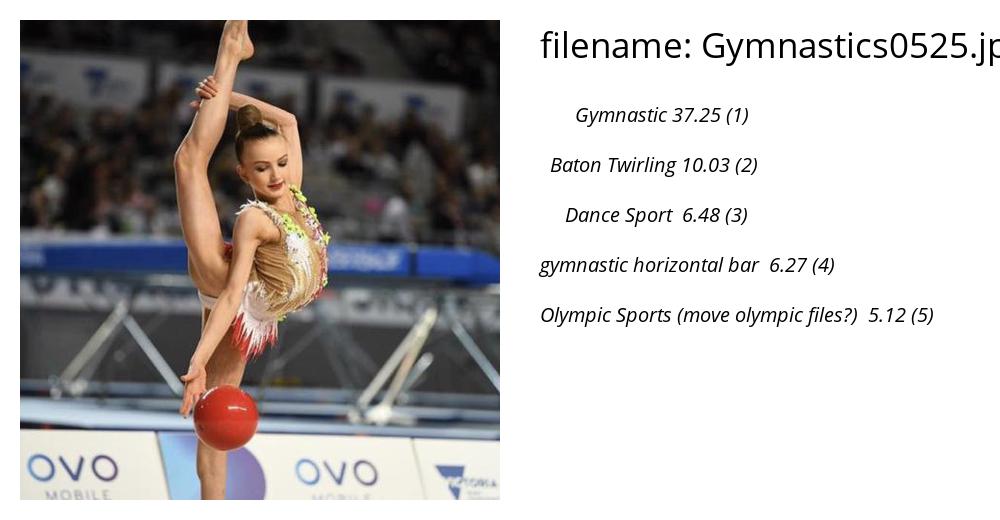 filename: Gymnastics0525.jp
Gymnastic 37.25 (1)
Baton Twirling 10.03 (2)
Dance Sport  6.48 (3)
gymnastic horizontal bar  6.27 (4)
Olympic Sports (move olympic files?)  5.12 (5)
OVO
MOBILE
OVO
MOBILE
VICTORIA